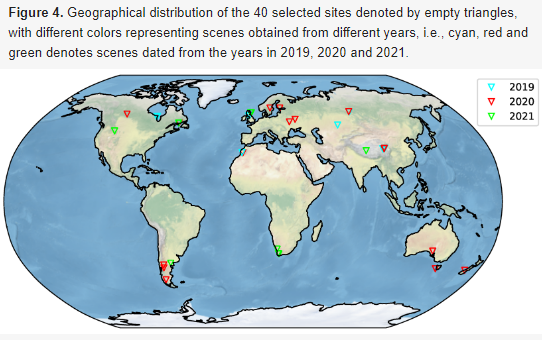 Figure 4. Geographical distribution of the 40 selected sites denoted by empty triangles,
with different colors representing scenes obtained from different years, i.e., cyan, red and
green denotes scenes dated from the years in 2019, 2020 and 2021.
2019
2020
2021